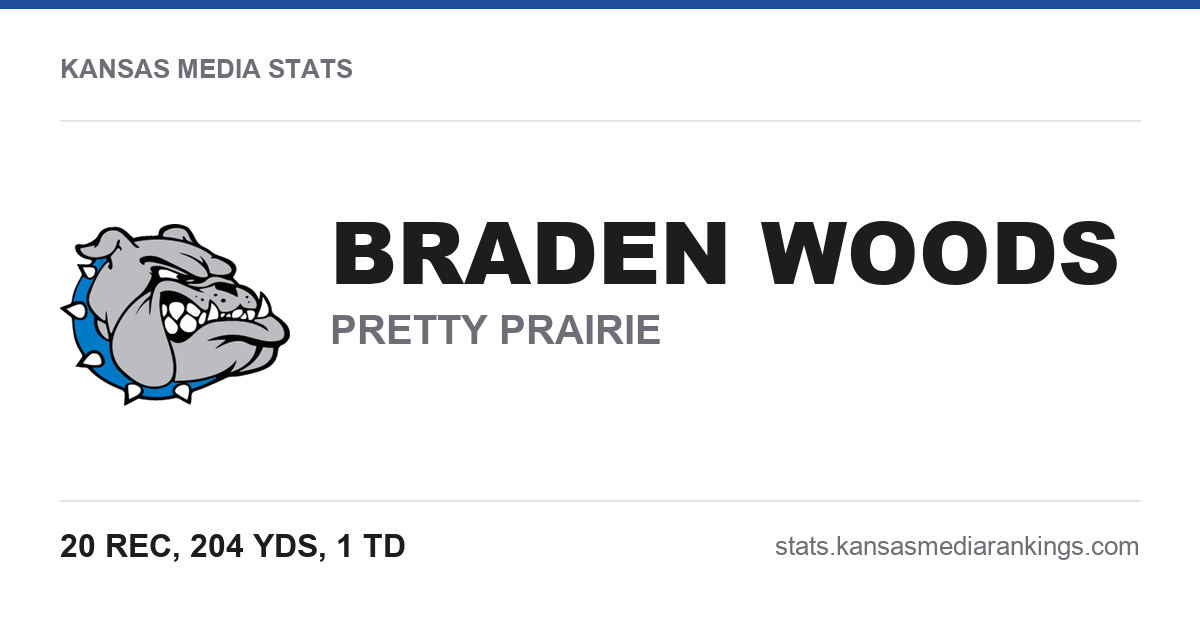 KANSAS MEDIA STATS
BRADEN WOODS
PRETTY PRAIRIE
20 REC, 204 YDS, 1 TD
stats.kansasmediarankings.com